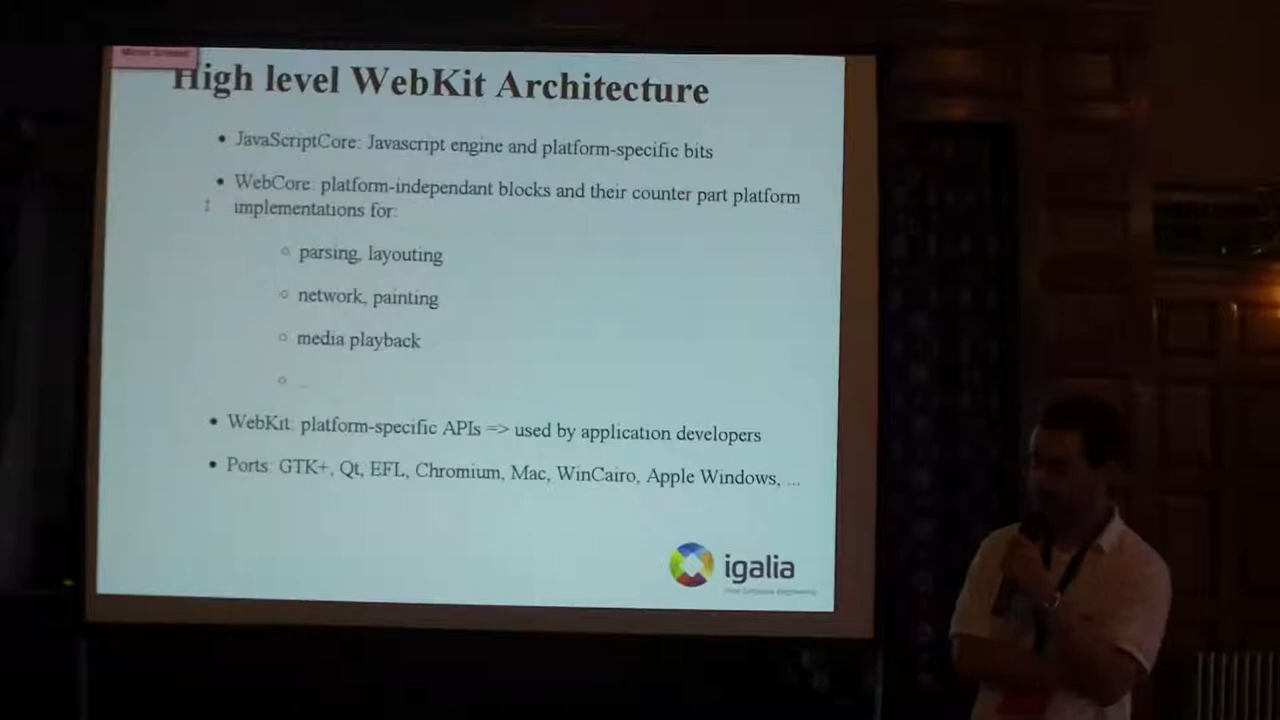 High level WebKit Architecture
• JavaScriptCore: Javascript engine and platform-specific bits
• WebCore: platform-independant blocks and their counter part platform
implementations for:
○ parsing, layouting
○ network, painting
○ media playback
○ ...
• WebKit: platform-specific APIs => used by application developers
• Ports: GTK+, Qt, EFL, Chromium, Mac, WinCairo, Apple Windows, ...
igalia